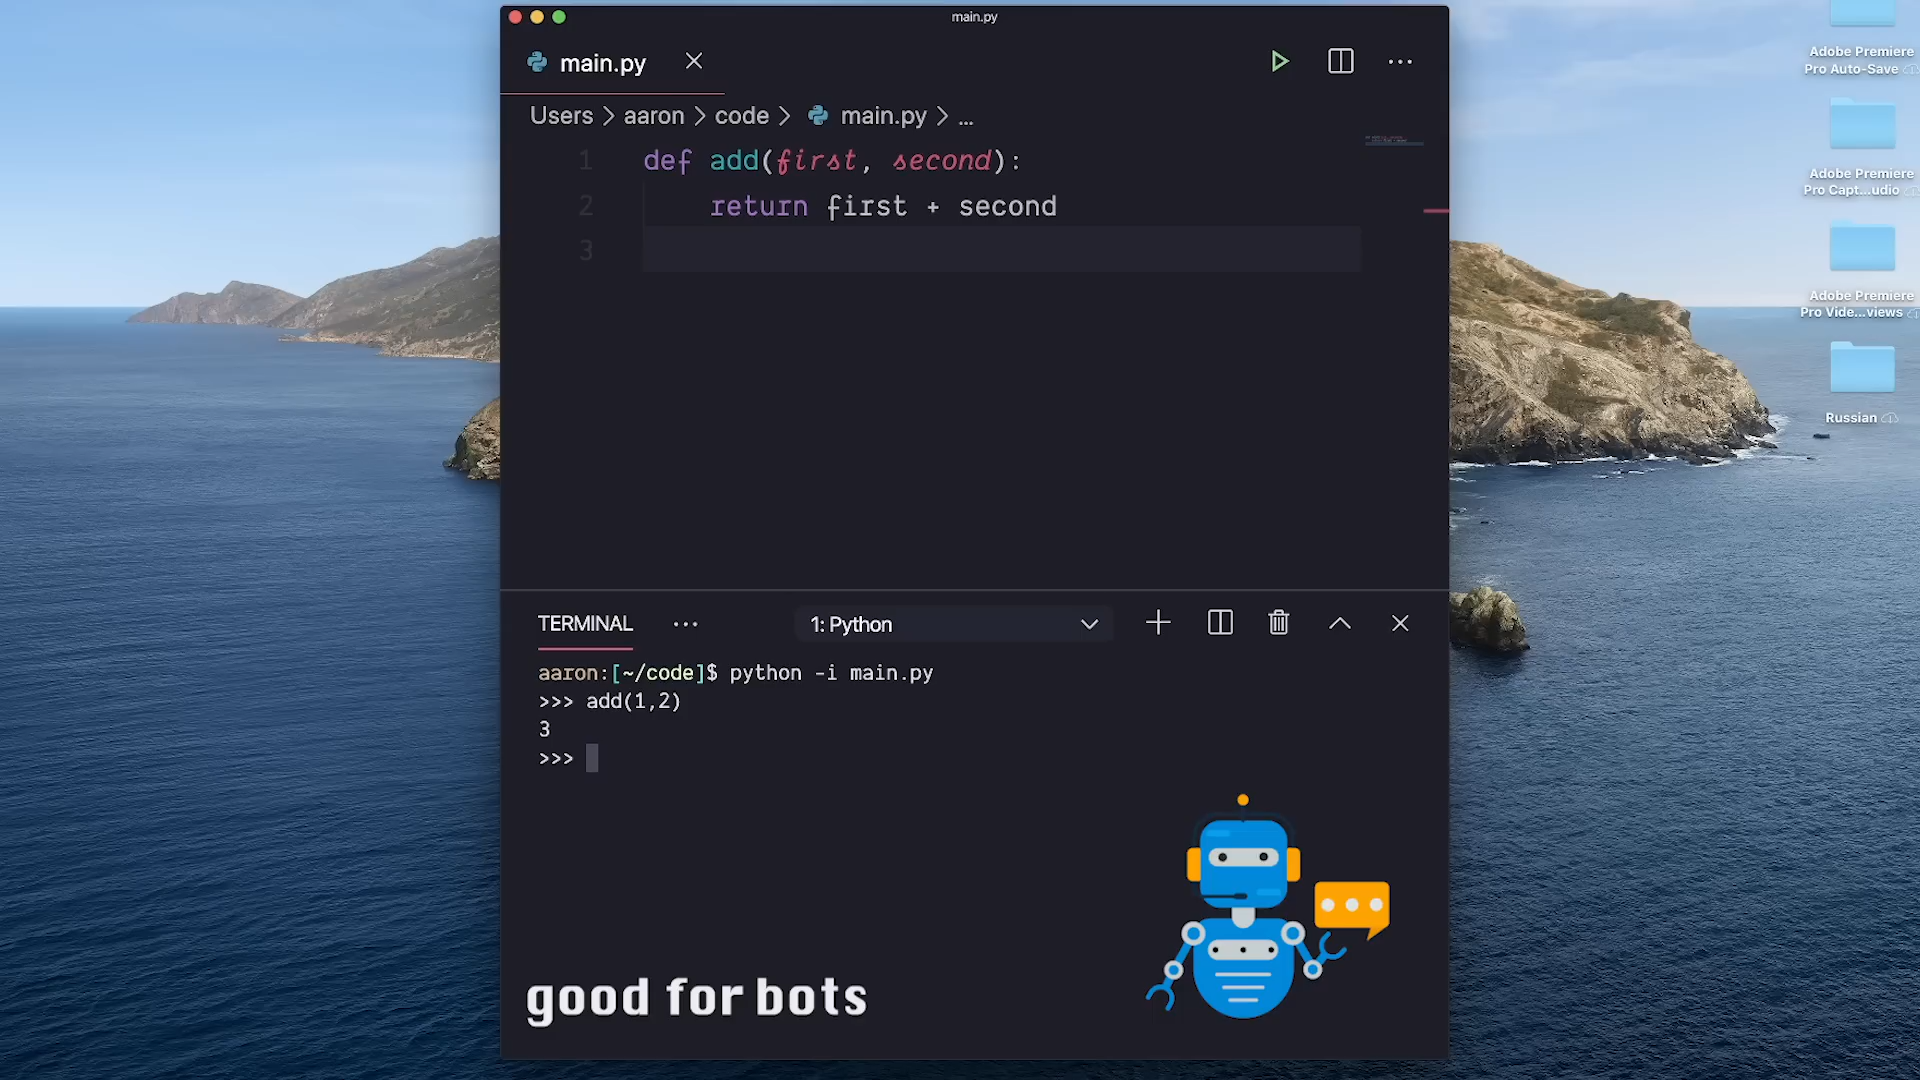 main.py
main.py
Users > aaron > code > main.py > ...
1 def add(first, second):
2 return first + second
3
TERMINAL ...
1: Python
aaron:[~/code]$ python -i main.py
>>> add(1,2)
3
>>>
good for bots
Adobe Premiere
Pro Auto-Save
Adobe Premiere
Pro Capt...udio
Adobe Premiere
Pro Vide...views
Russian